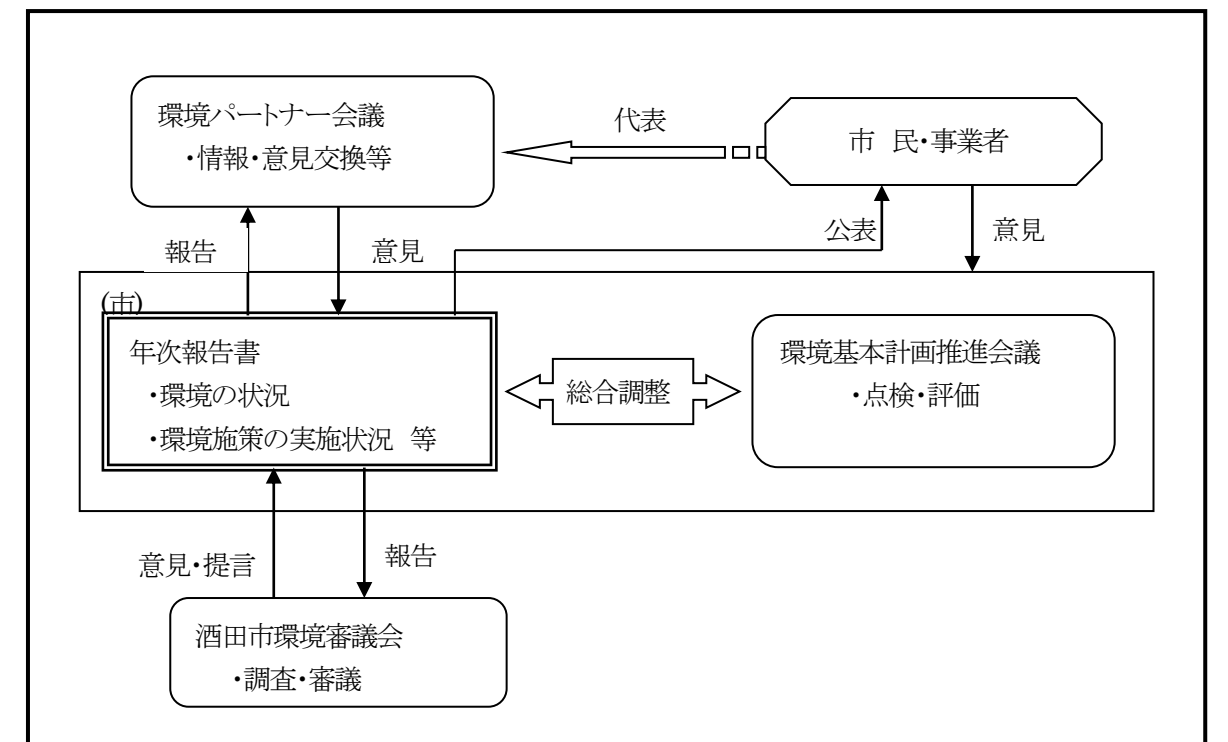 環境パートナー会議
・情報・意見交換等
代表
市 民・事業者
報告
意見
公表
意見
(市)
年次報告書
・環境の状況
・環境施策の実施状況 等
総合調整
環境基本計画推進会議
・点検・評価
意見・提言
報告
酒田市環境審議会
・調査・審議